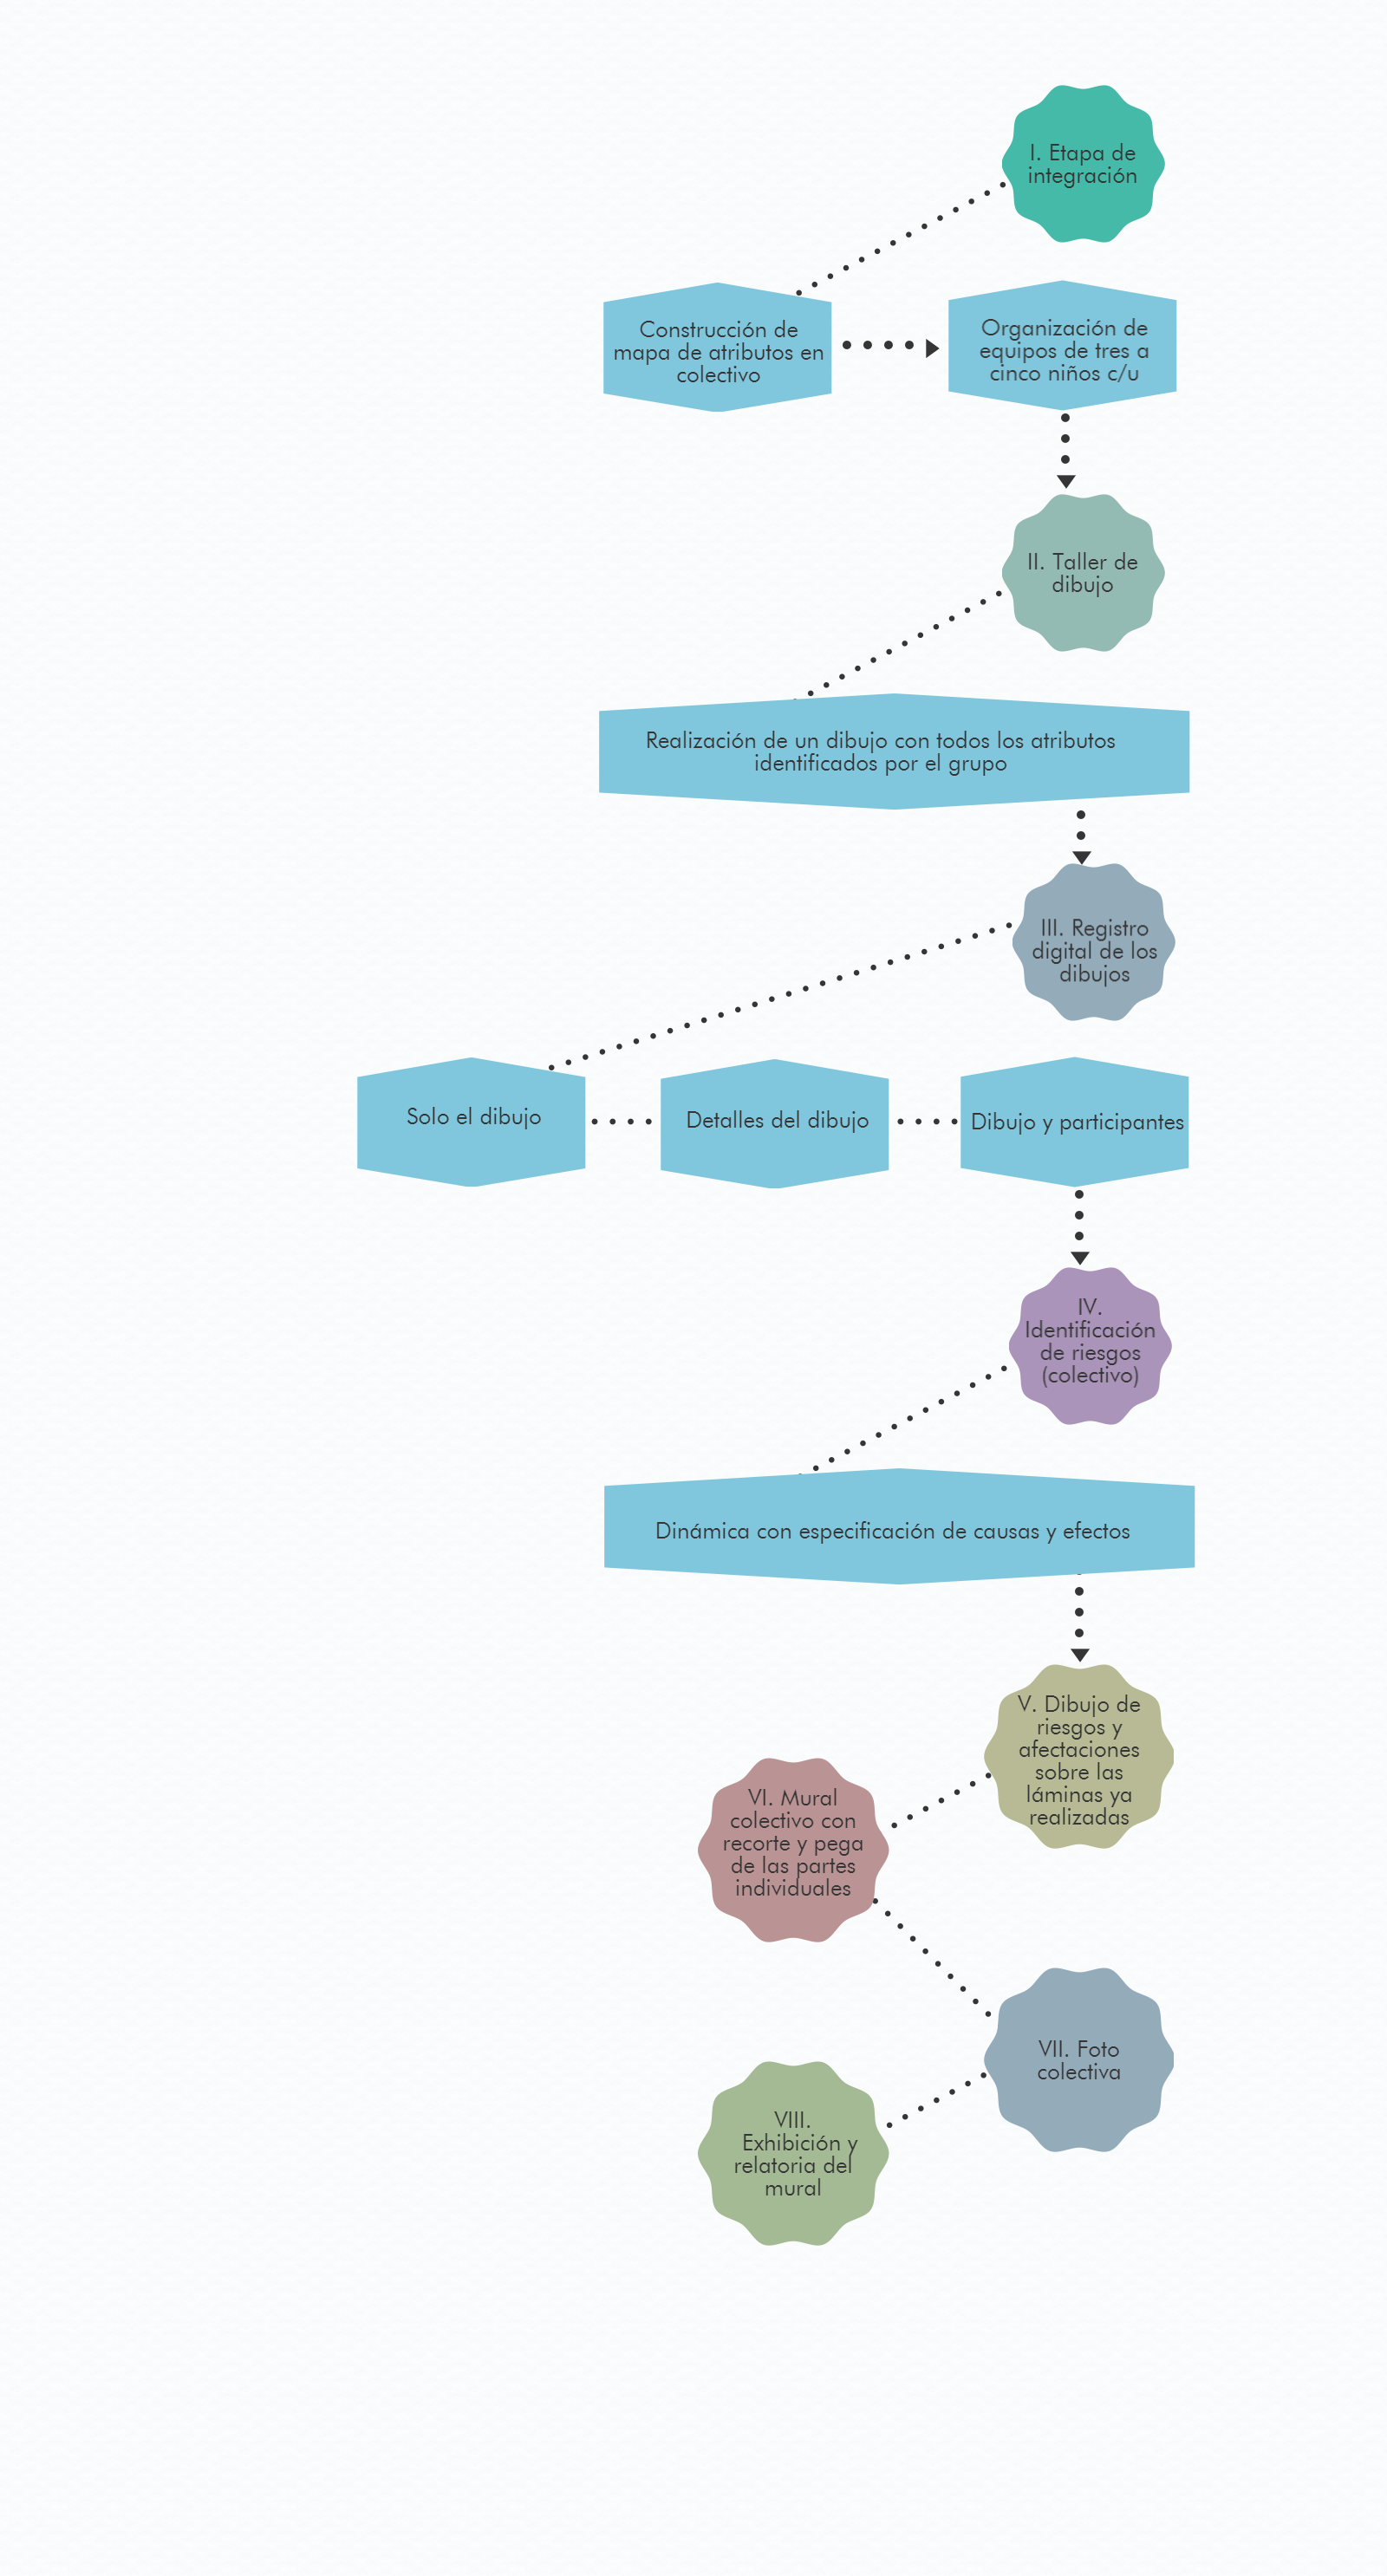 I. Etapa de
integración
Construcción de
mapa de atributos en
colectivo
Organización de
equipos de tres a
cinco niños c/u
II. Taller de
dibujo
Realización de un dibujo con todos los atributos
identificados por el grupo
III. Registro
digital de los
dibujos
Solo el dibujo
Detalles del dibujo
Dibujo y participantes
IV.
Identificación
de riesgos
(colectivo)
Dinámica con especificación de causas y efectos
V. Dibujo de
riesgos y
afectaciones
sobre las
láminas ya
realizadas
VI. Mural
colectivo con
recorte y pega
de las partes
individuales
VII. Foto
colectiva
VIII.
Exhibición y
relatoria del
mural